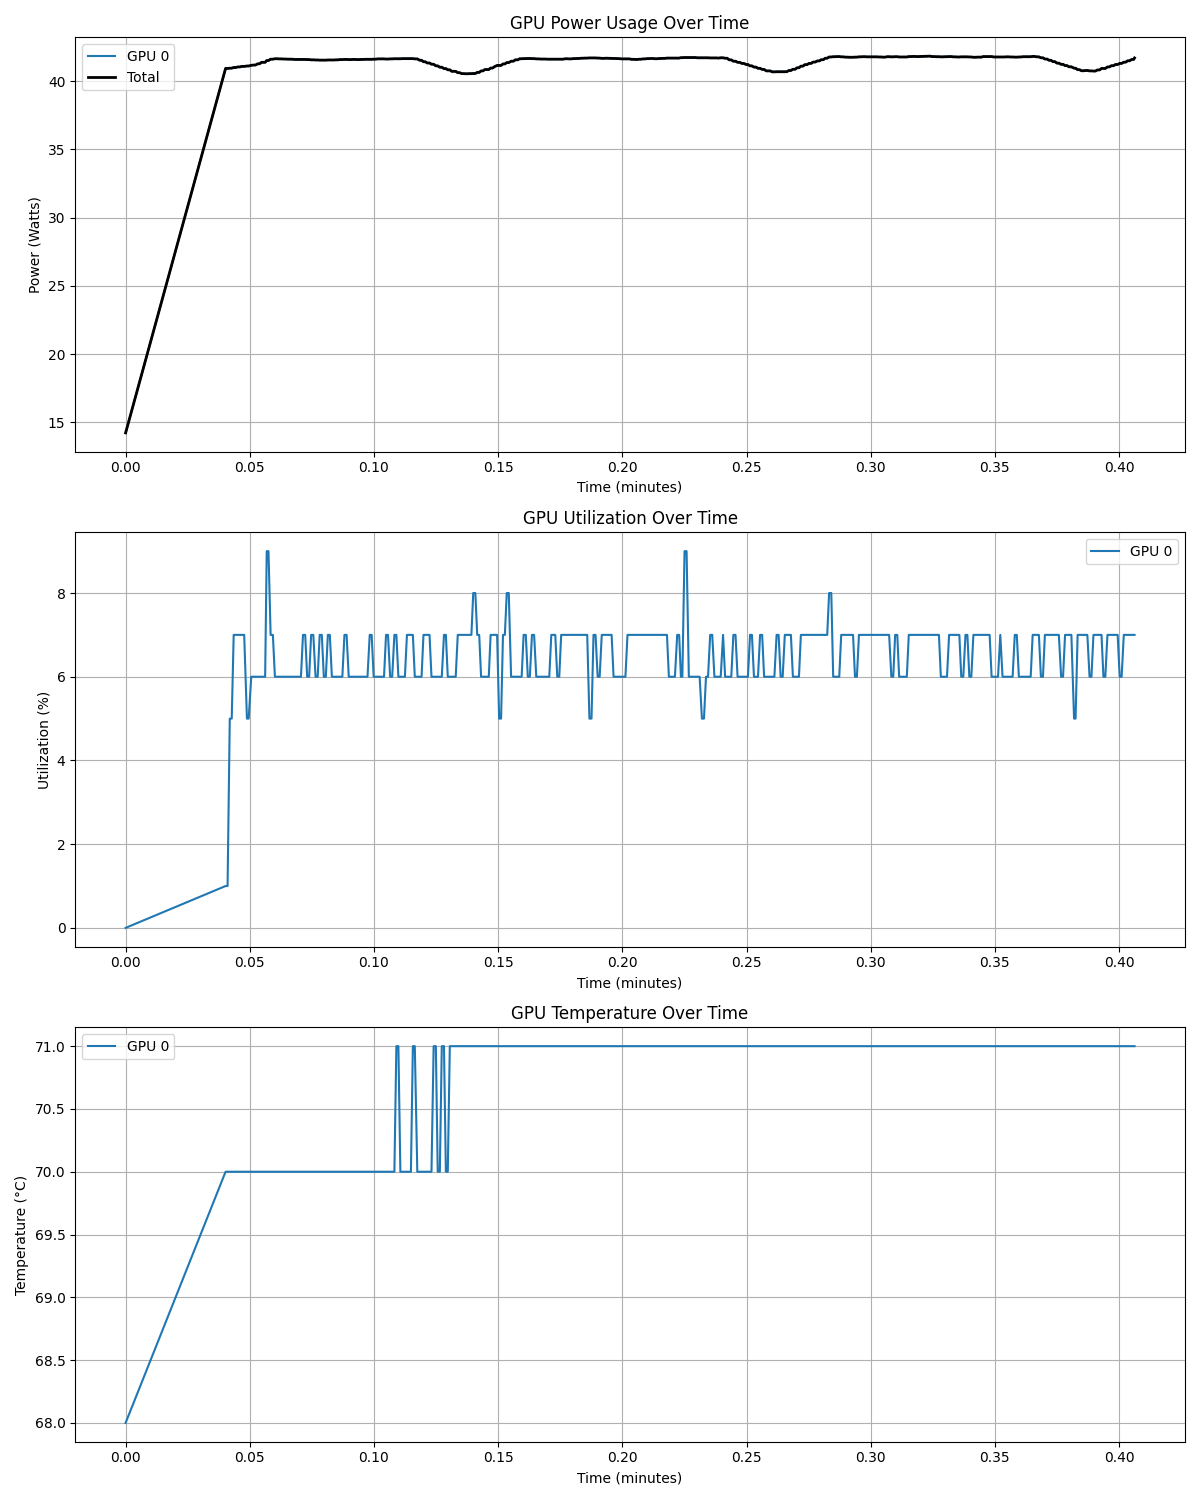 GPU Power Usage Over Time
GPU 0
Total
Power (Watts)
40
35
30
25
20
15
0.00 0.05 0.10 0.15 0.20 0.25 0.30 0.35 0.40
Time (minutes)
GPU Utilization Over Time
GPU 0
Utilization (%)
8
6
4
2
0
0.00 0.05 0.10 0.15 0.20 0.25 0.30 0.35 0.40
Time (minutes)
GPU Temperature Over Time
GPU 0
Temperature (°C)
71.0
70.5
70.0
69.5
69.0
68.5
68.0
0.00 0.05 0.10 0.15 0.20 0.25 0.30 0.35 0.40
Time (minutes)